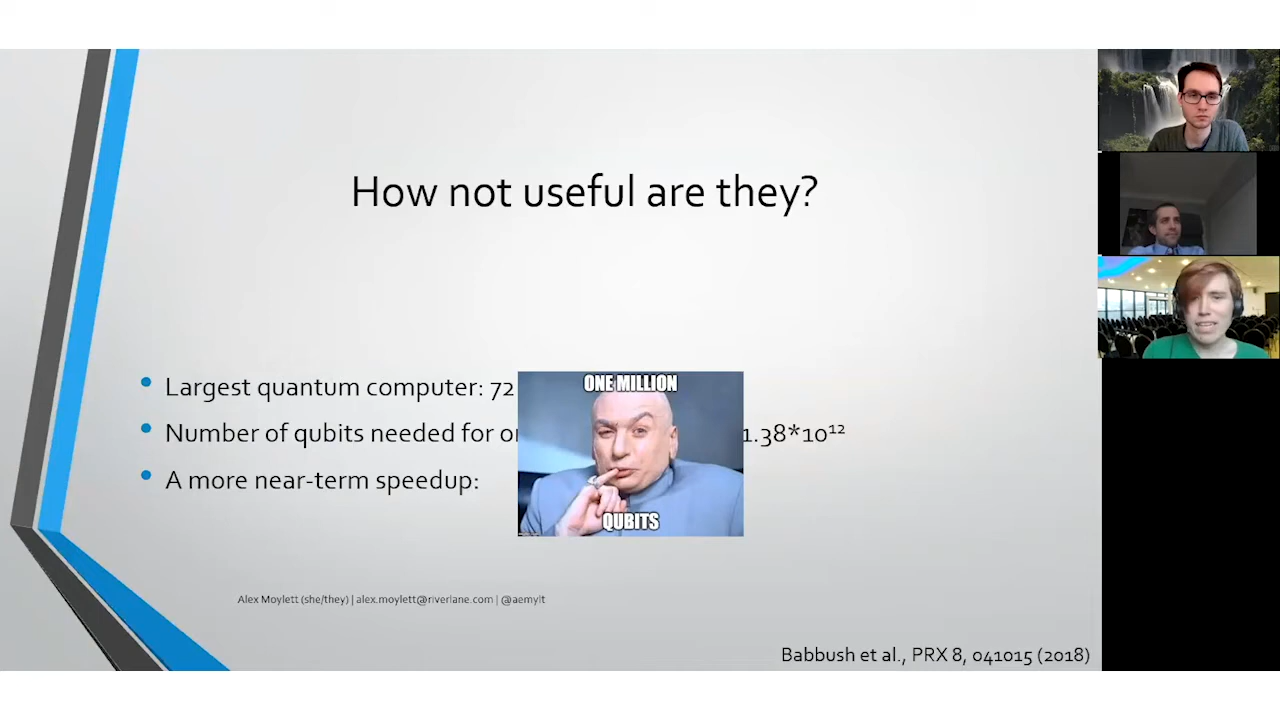 How not useful are they?
Largest quantum computer: 72
ONE MILLION
Number of qubits needed for 1.38*10¹²
A more near-term speedup:
QUBITS
Alex Moylett (she/they) | alex.moylett@riverlane.com | @aemylt
Babbush et al., PRX 8, 041015 (2018)